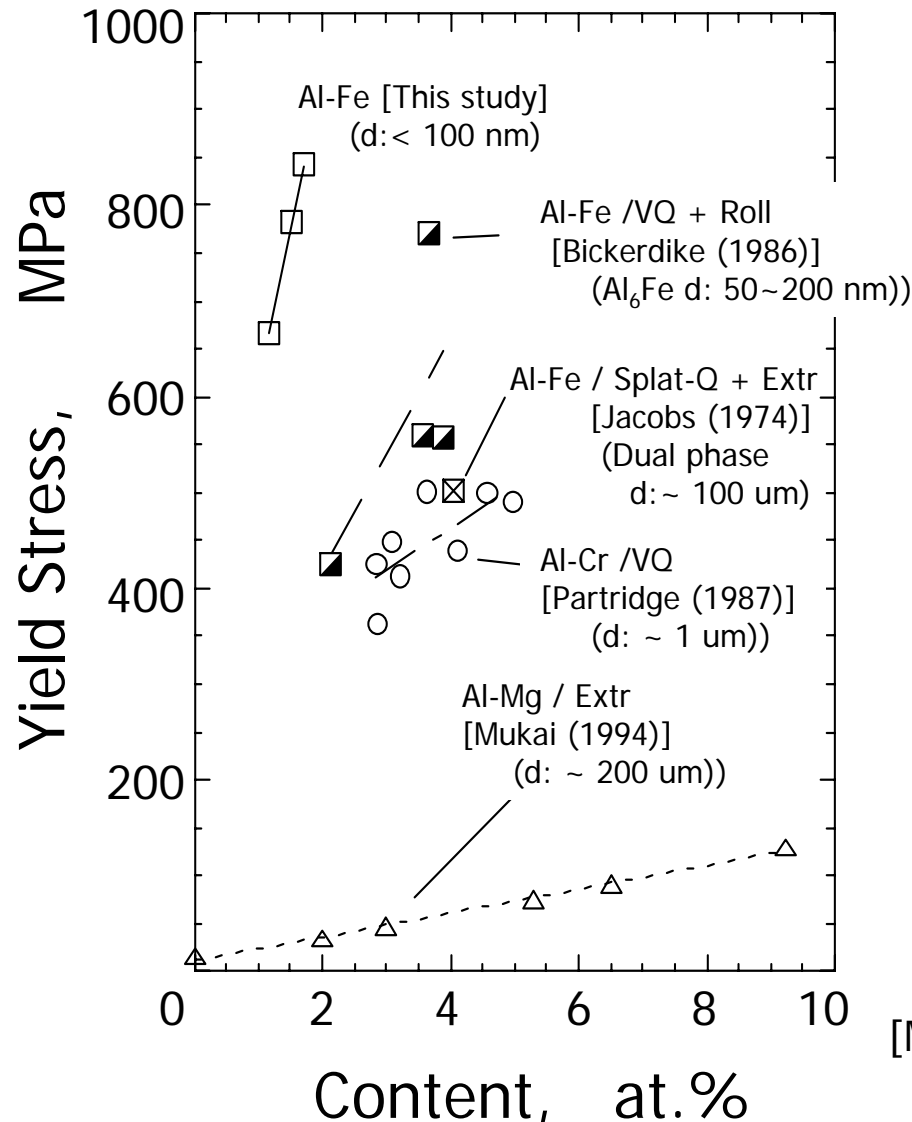 1000
800
600
400
200
0
2
4
6
8
10
Yield Stress, MPa
Content, at.%
Al-Fe [This study]
(d:< 100 nm)
Al-Fe /VQ + Roll
[Bickerdike (1986)]
(Al₆Fe d: 50~200 nm))
Al-Fe / Splat-Q + Extr
[Jacobs (1974)]
(Dual phase
d:~ 100 um)
Al-Cr /VQ
[Partridge (1987)]
(d: ~ 1 um))
Al-Mg / Extr
[Mukai (1994)]
(d: ~ 200 um))